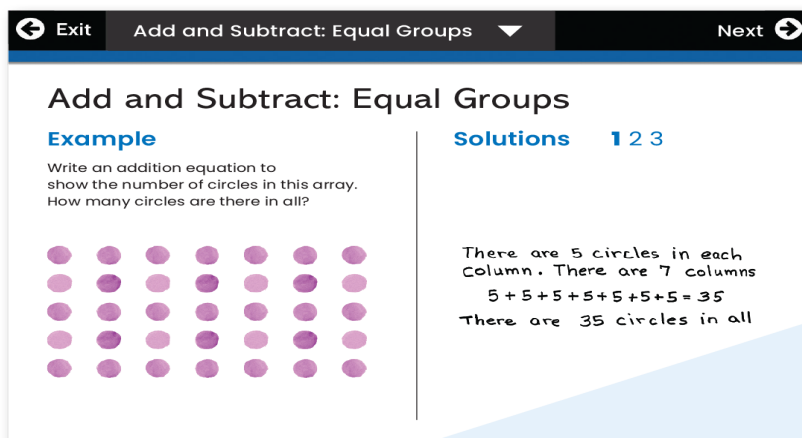 Exit
Add and Subtract: Equal Groups
Next
Add and Subtract: Equal Groups
Example
Write an addition equation to
show the number of circles in this array.
How many circles are there in all?
Solutions 1 2 3
There are 5 circles in each
column. There are 7 columns
5+5+5+5+5+5+5=35
There are 35 circles in all